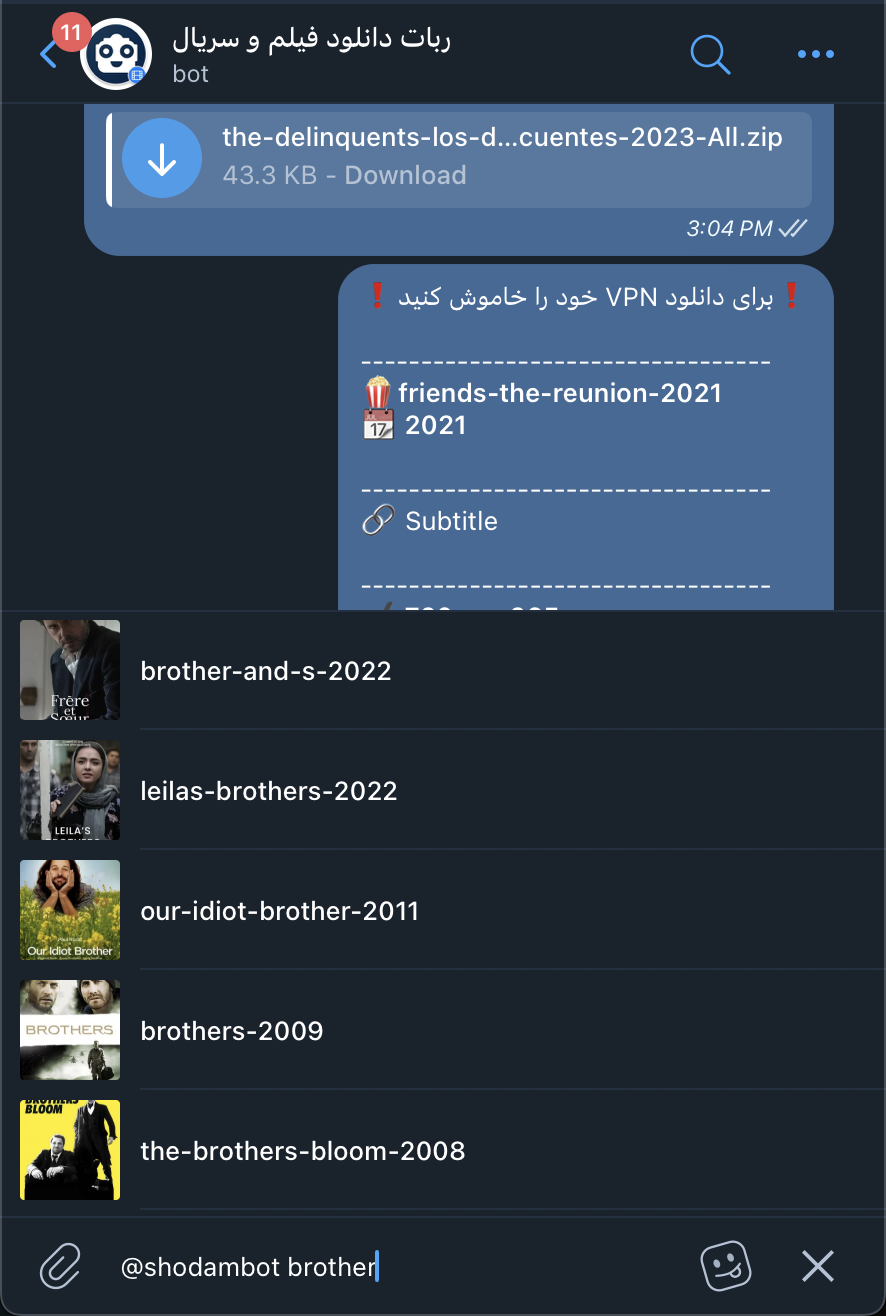 11
ربات دانلود فیلم و سریال
bot
the-delinquents-los-d...cuentes-2023-All.zip
43.3 KB - Download
3:04 PM
❗ برای دانلود VPN خود را خاموش کنید ❗
-----------------------------------
friends-the-reunion-2021
JUL 17 2021
-----------------------------------
Subtitle
-----------------------------------
Frère
et
Sœur
brother-and-s-2022
LEILA'S
BROTHERS
leilas-brothers-2022
Our Idiot Brother
our-idiot-brother-2011
BROTHERS
brothers-2009
BROTHERS
BLOOM
the-brothers-bloom-2008
@shodambot brother